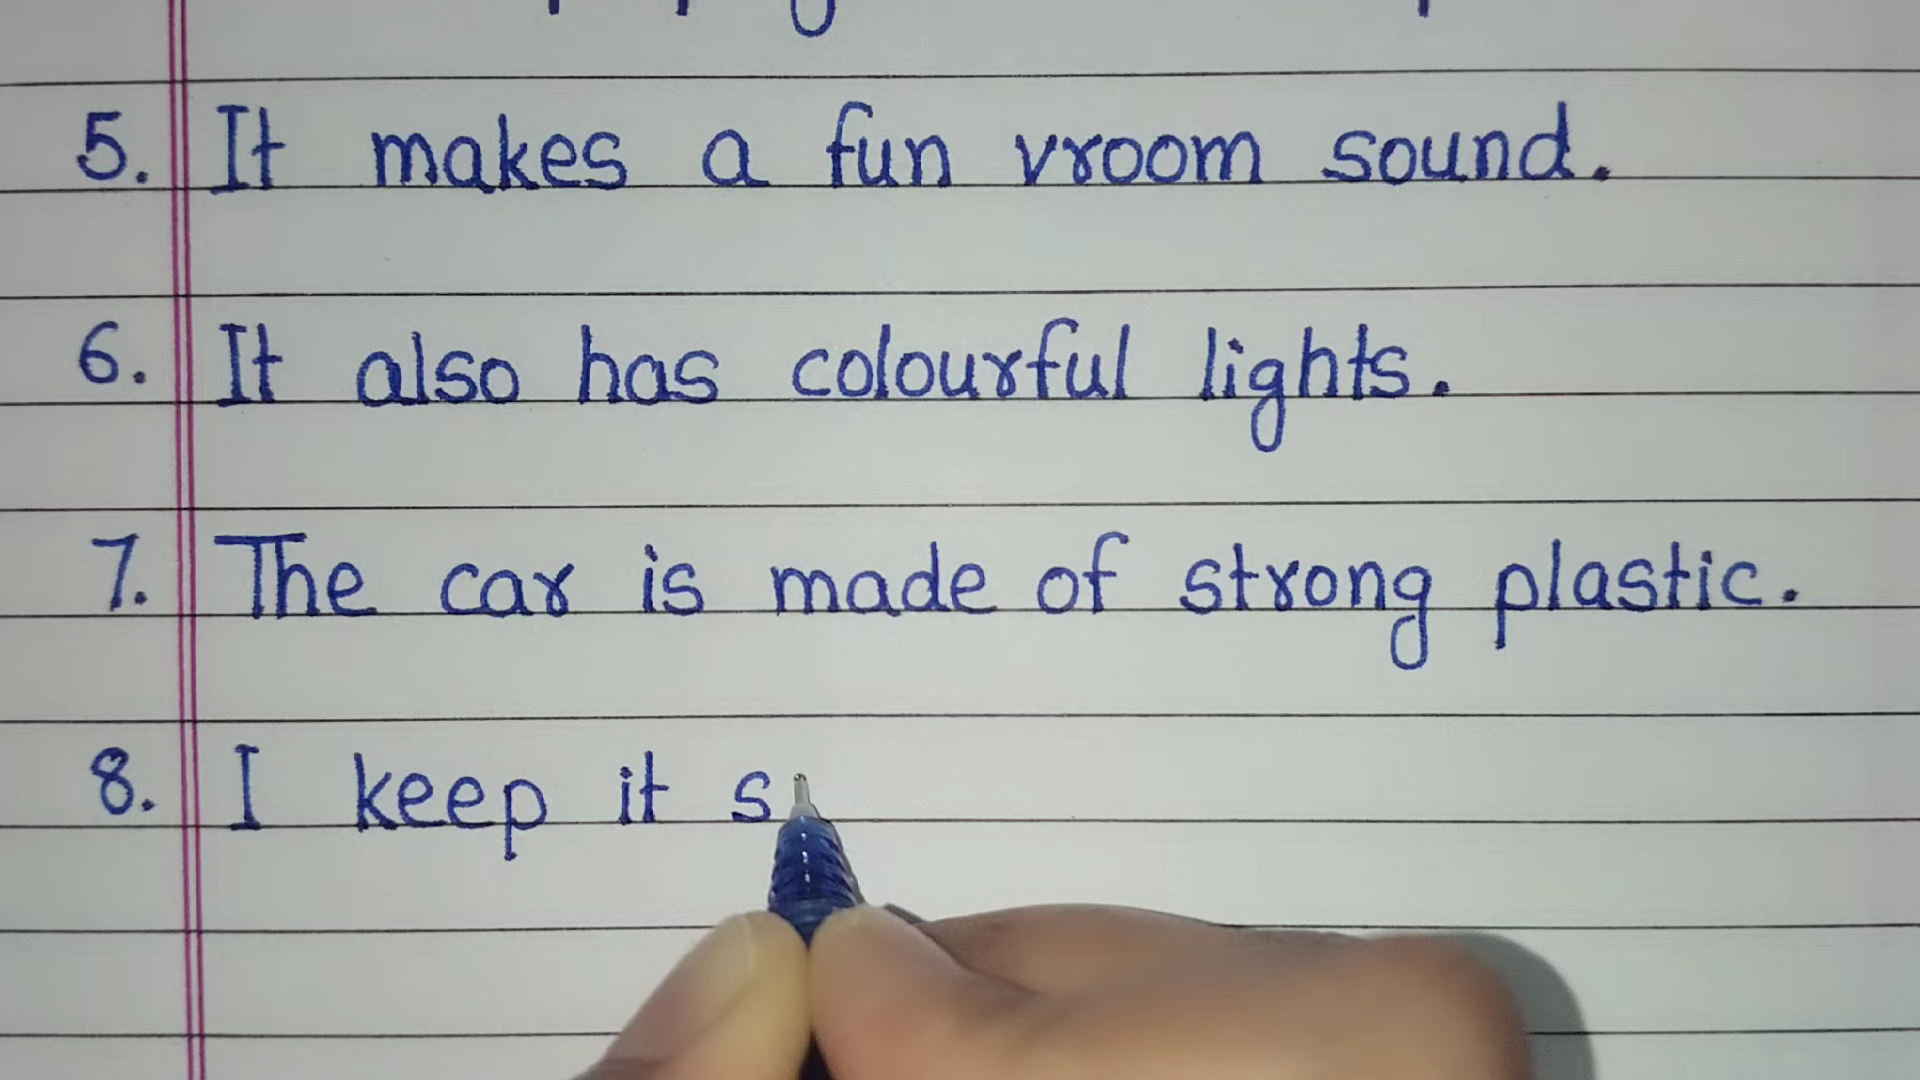 5. It makes a fun vroom sound.
6. It also has colourful lights.
7. The car is made of strong plastic.
8. I keep it s